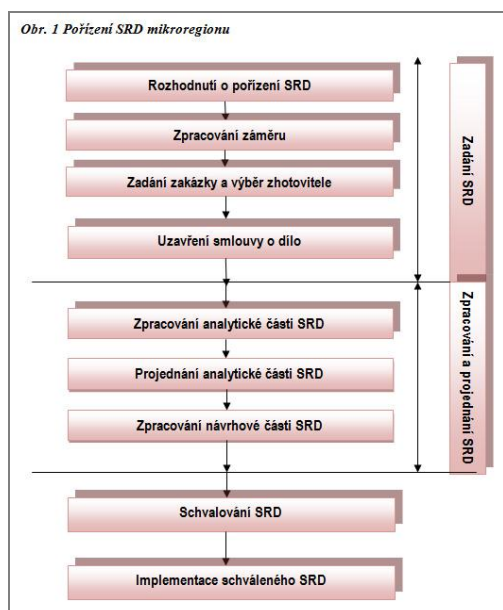 Obr. 1 Pořízení SRD mikroregionu
Rozhodnutí o pořízení SRD
Zpracování záměru
Zadání zakázky a výběr zhotovitele
Uzavření smlouvy o dílo
Zadání SRD
Zpracování analytické části SRD
Projednání analytické části SRD
Zpracování návrhové části SRD
Zpracování a projednání SRD
Schvalování SRD
Implementace schváleného SRD